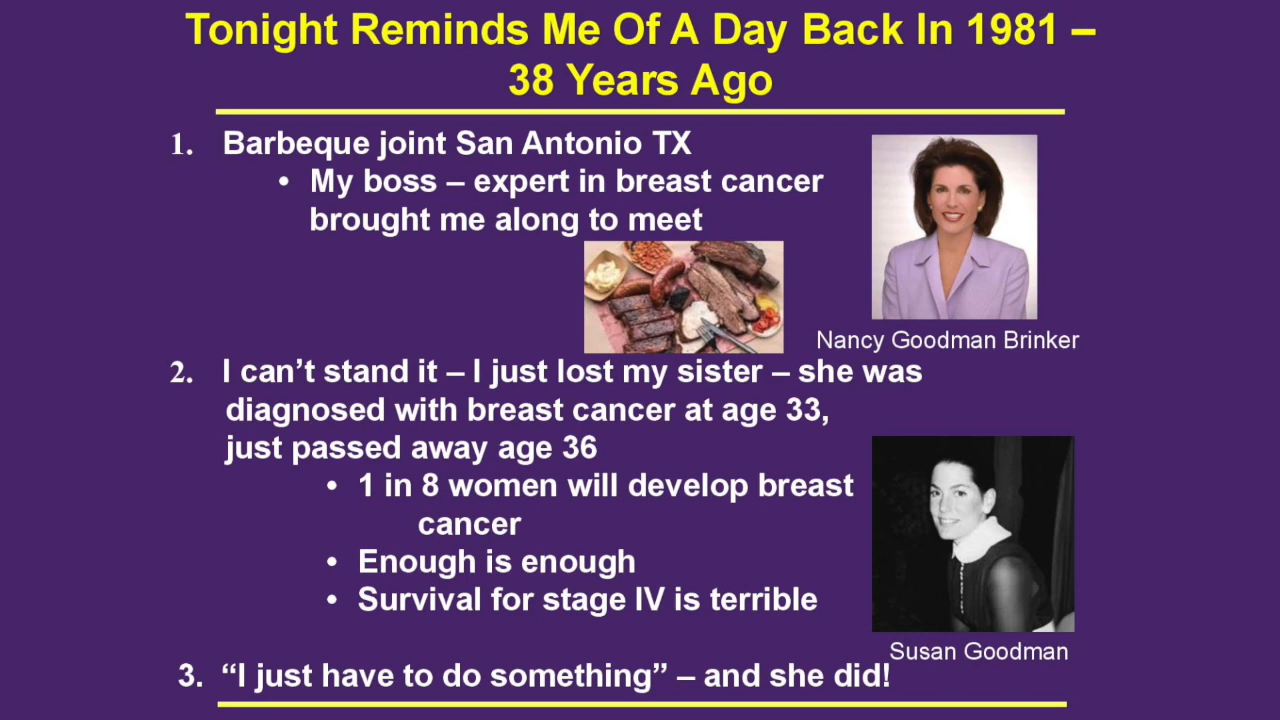 Tonight Reminds Me Of A Day Back In 1981 –
38 Years Ago
1. Barbeque joint San Antonio TX
• My boss – expert in breast cancer
brought me along to meet
Nancy Goodman Brinker
2. I can’t stand it – I just lost my sister – she was
diagnosed with breast cancer at age 33,
just passed away age 36
• 1 in 8 women will develop breast
cancer
• Enough is enough
• Survival for stage IV is terrible
Susan Goodman
3. “I just have to do something” – and she did!